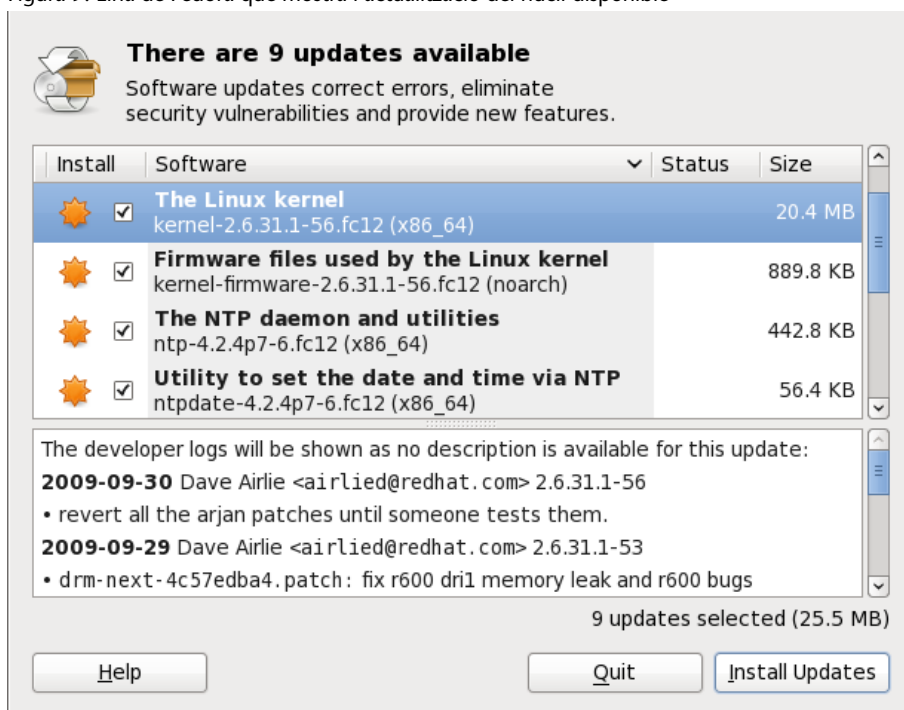 There are 9 updates available
Software updates correct errors, eliminate
security vulnerabilities and provide new features.
Install Software Status Size
The Linux kernel
kernel-2.6.31.1-56.fc12 (x86_64) 20.4 MB
Firmware files used by the Linux kernel
kernel-firmware-2.6.31.1-56.fc12 (noarch) 889.8 KB
The NTP daemon and utilities
ntp-4.2.4p7-6.fc12 (x86_64) 442.8 KB
Utility to set the date and time via NTP
ntpdate-4.2.4p7-6.fc12 (x86_64) 56.4 KB
The developer logs will be shown as no description is available for this update:
2009-09-30 Dave Airlie <airlied@redhat.com> 2.6.31.1-56
• revert all the arjan patches until someone tests them.
2009-09-29 Dave Airlie <airlied@redhat.com> 2.6.31.1-53
• drm-next-4c57edba4.patch: fix r600 dri1 memory leak and r600 bugs
9 updates selected (25.5 MB)
Help Quit Install Updates